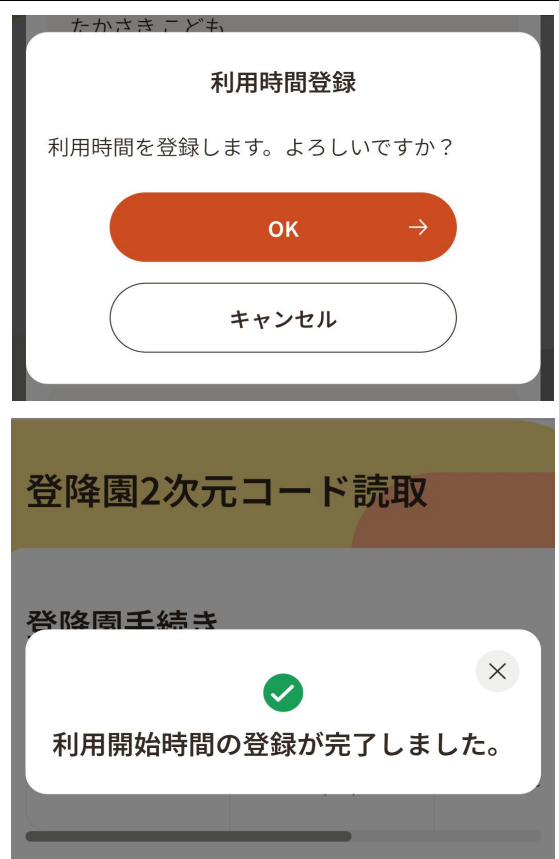 たかさき こども
利用時間登録
利用時間を登録します。よろしいですか？
OK
キャンセル
登降園2次元コード読取
登降園手続き
利用開始時間の登録が完了しました。